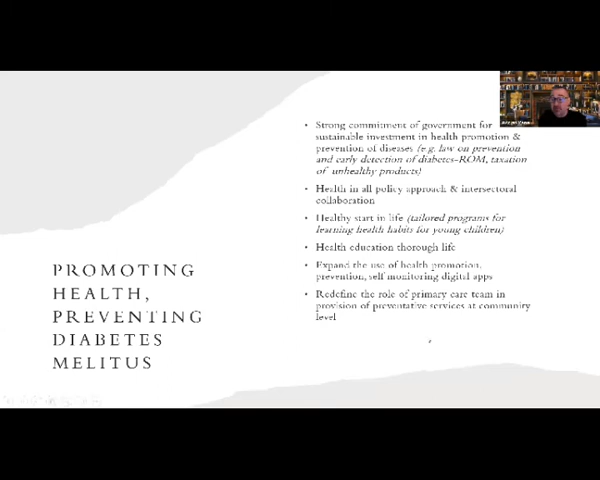 Strong commitment of government for
sustainable investment in health promotion &
prevention of diseases (e.g. law on prevention
and early detection of diabetes-ROM, taxation
of unhealthy products)
Health in all policy approach & intersectoral
collaboration
Healthy start in life (tailored programs for
learning health habits for young children)
Health education thorough life
Expand the use of health promotion,
prevention, self monitoring digital apps
Redefine the role of primary care team in
provision of preventative services at community
level
PROMOTING
HEALTH,
PREVENTING
DIABETES
MELITUS